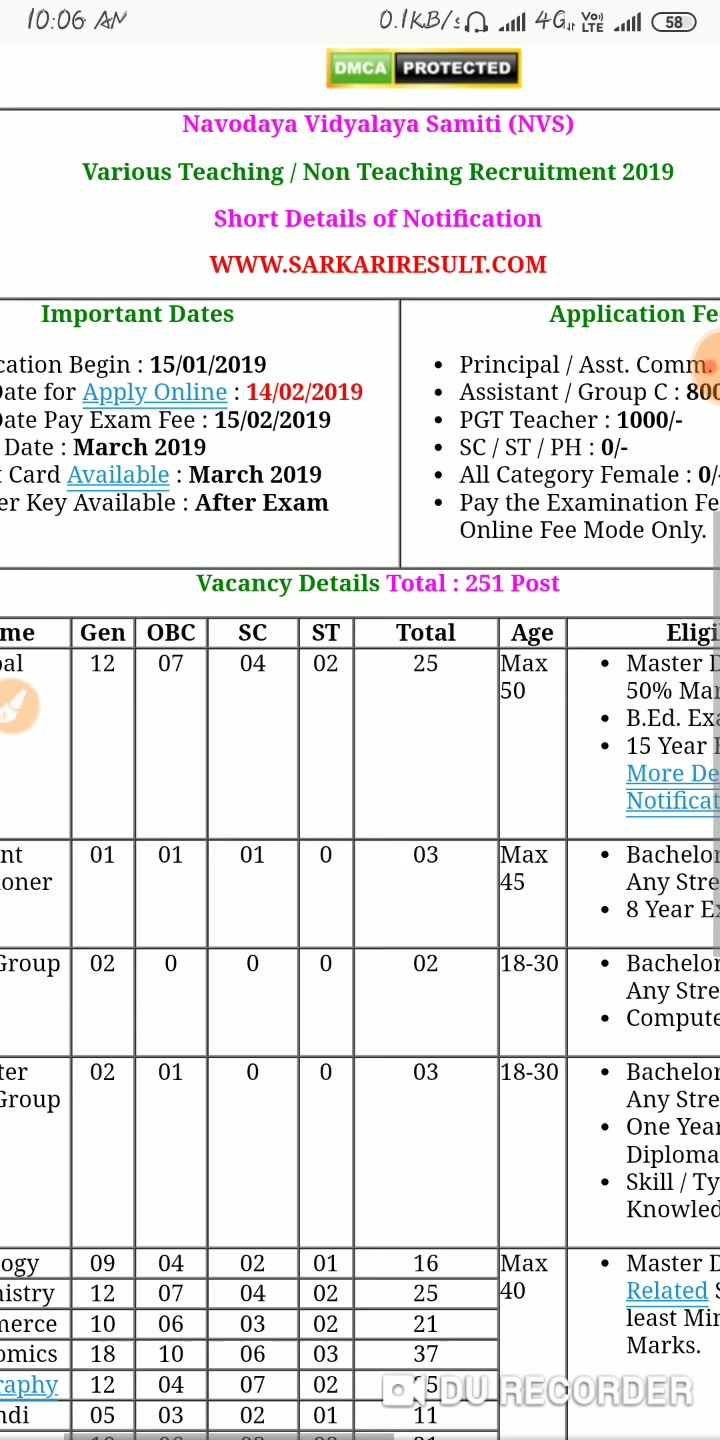 10:06 AM 0.1KB/s 4G VoLTE 58
DMCA PROTECTED
Navodaya Vidyalaya Samiti (NVS)
Various Teaching / Non Teaching Recruitment 2019
Short Details of Notification
WWW.SARKARIRESULT.COM
Important Dates
cation Begin : 15/01/2019
Date for Apply Online : 14/02/2019
Date Pay Exam Fee : 15/02/2019
Date : March 2019
t Card Available : March 2019
er Key Available : After Exam
Application Fe
• Principal / Asst. Comm.
• Assistant / Group C : 800
• PGT Teacher : 1000/-
• SC / ST / PH : 0/-
• All Category Female : 0/-
• Pay the Examination Fe
Online Fee Mode Only.
Vacancy Details Total : 251 Post
me Gen OBC SC ST Total Age Eligi
pal 12 07 04 02 25 Max 50
• Master D
50% Mar
• B.Ed. Exa
• 15 Year E
More De
Notificat
nt
oner 01 01 01 0 03 Max 45
• Bachelor
Any Stre
• 8 Year Ex
Group 02 0 0 0 02 18-30
• Bachelor
Any Stre
• Compute
ter
Group 02 01 0 0 03 18-30
• Bachelor
Any Stre
• One Year
Diploma
• Skill / Ty
Knowled
ogy 09 04 02 01 16 Max 40
• Master D
Related S
least Min
Marks.
mistry 12 07 04 02 25
merce 10 06 03 02 21
omics 18 10 06 03 37
raphy 12 04 07 02 25
ndi 05 03 02 01 11
DU RECORDER